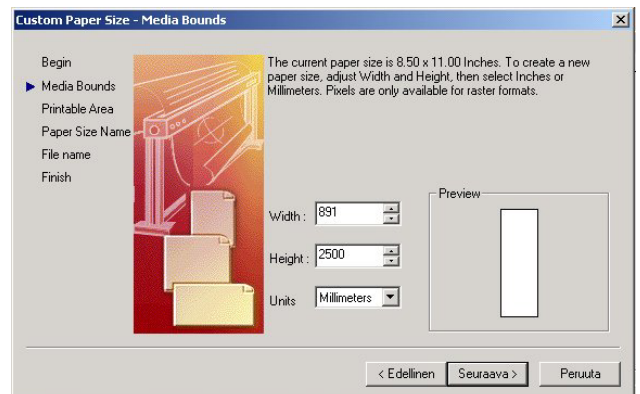 Custom Paper Size - Media Bounds
Begin
Media Bounds
Printable Area
Paper Size Name
File name
Finish
The current paper size is 8.50 x 11.00 Inches. To create a new
paper size, adjust Width and Height, then select Inches or
Millimeters. Pixels are only available for raster formats.
Width : 891
Height : 2500
Units Millimeters
Preview
< Edellinen Seuraava > Peruuta